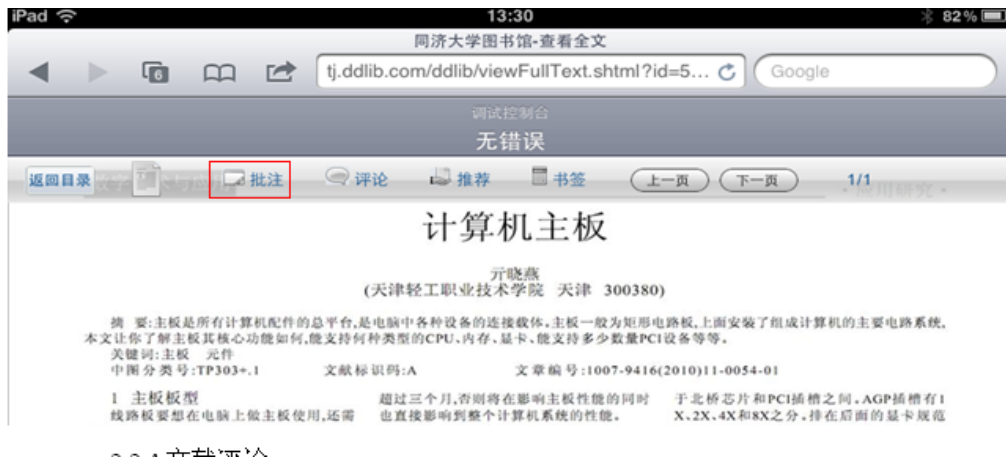 iPad 13:30 82%
同济大学图书馆-查看全文
6 tj.ddlib.com/ddlib/viewFullText.shtml?id=5... Google
调试控制台
无错误
返回目录 批注 评论 推荐 书签 上一页 下一页 1/1
·应用研究·
计算机主板
亓晓燕
(天津轻工职业技术学院 天津 300380)
摘 要:主板是所有计算机配件的总平台,是电脑中各种设备的连接载体。主板一般为矩形电路板,上面安装了组成计算机的主要电路系统,
本文让你了解主板其核心功能如何,能支持何种类型的CPU、内存、显卡、能支持多少数量PCI设备等等。
关键词:主板 元件
中图分类号:TP303+.1 文献标识码:A 文章编号:1007-9416(2010)11-0054-01
1 主板板型
线路板要想在电脑上做主板使用,还需
超过三个月,否则将在影响主板性能的同时
也直接影响到整个计算机系统的性能。
于北桥芯片和PCI插槽之间。AGP插槽有1
X、2X、4X和8X之分。排在后面的显卡规范